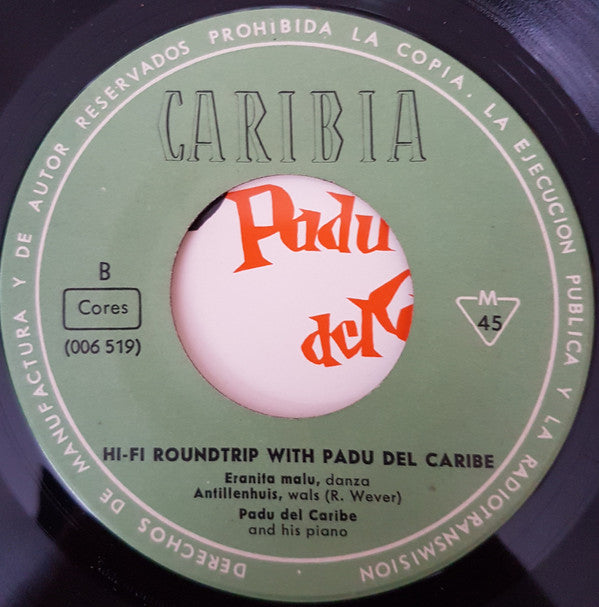 DERECHOS DE MANUFACTURA Y DE AUTOR RESERVADOS PROHÍBIDA LA COPIA. LA EJECUCION PUBLICA Y LA RADIOTRANSMISION
CARIBIA
Padu
del
B
Cores
(006 519)
M
45
HI-FI ROUNDTRIP WITH PADU DEL CARIBE
Eranita malu, danza
Antillenhuis, wals (R. Wever)
Padu del Caribe
and his piano